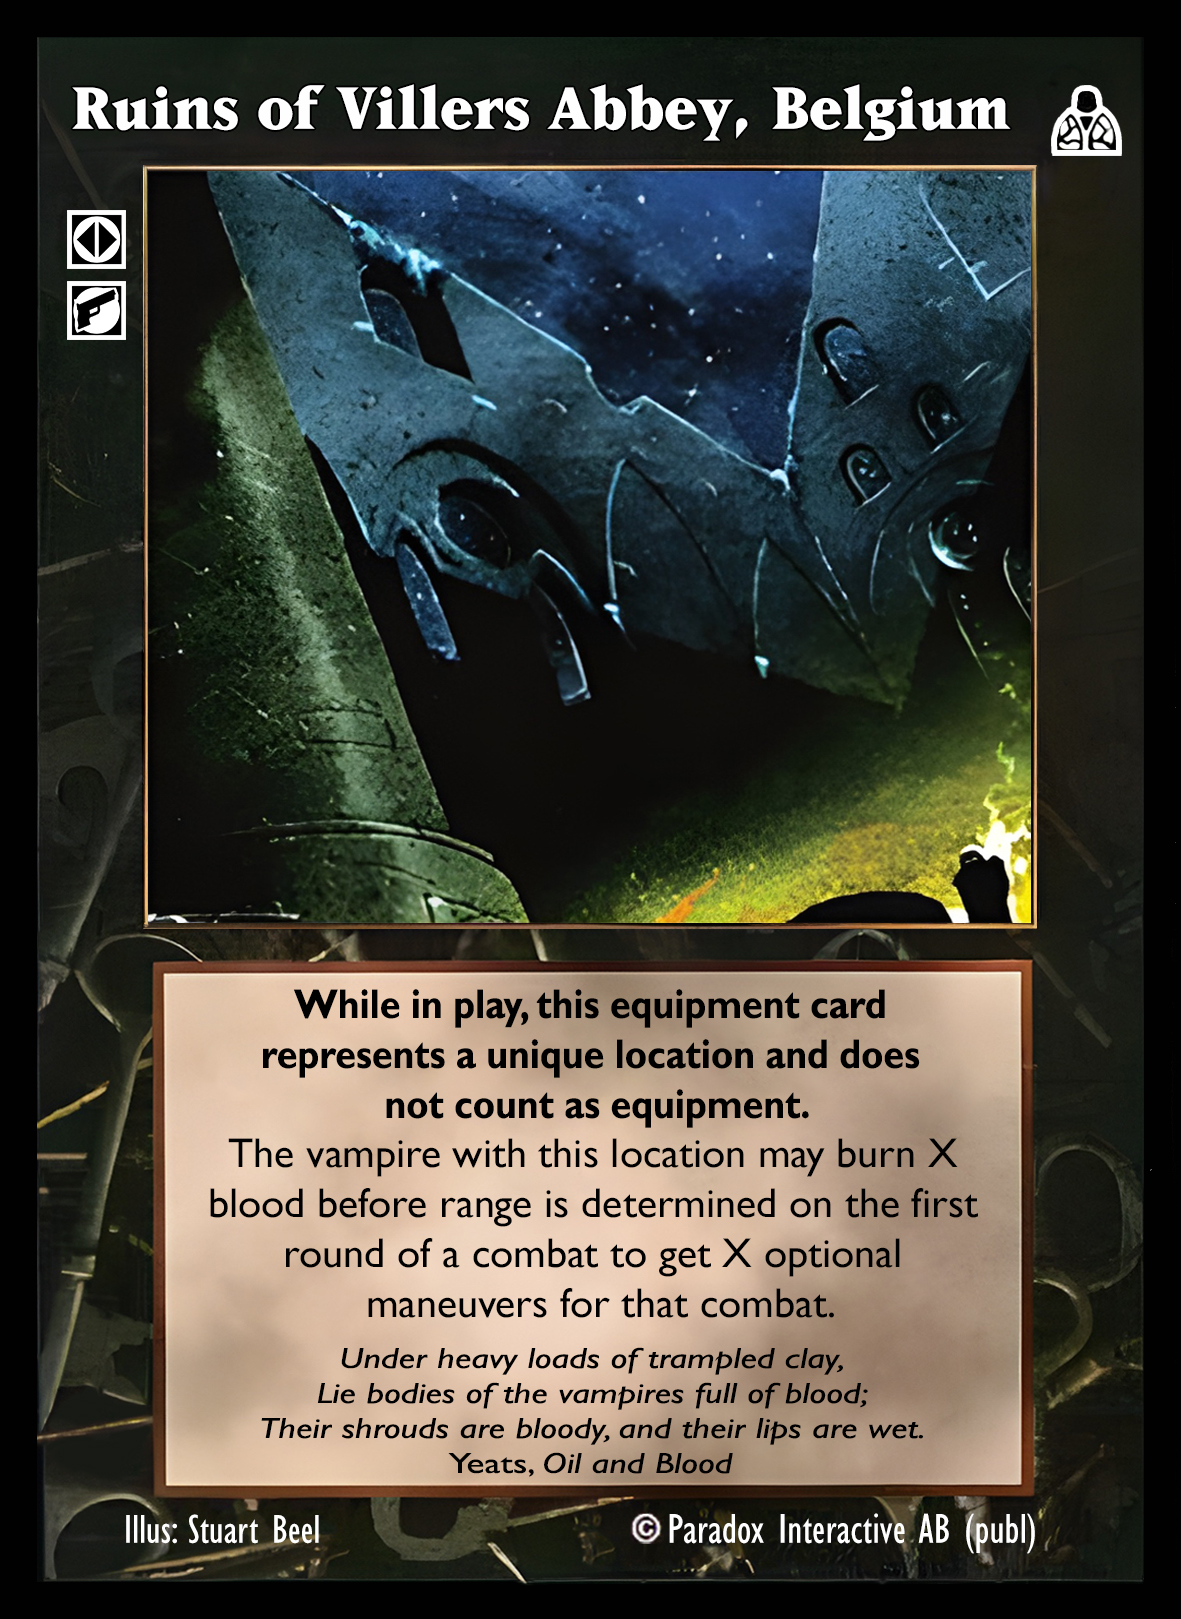 Ruins of Villers Abbey, Belgium
While in play, this equipment card
represents a unique location and does
not count as equipment.
The vampire with this location may burn X
blood before range is determined on the first
round of a combat to get X optional
maneuvers for that combat.
Under heavy loads of trampled clay,
Lie bodies of the vampires full of blood;
Their shrouds are bloody, and their lips are wet.
Yeats, Oil and Blood
Illus: Stuart Beel
© Paradox Interactive AB (publ)